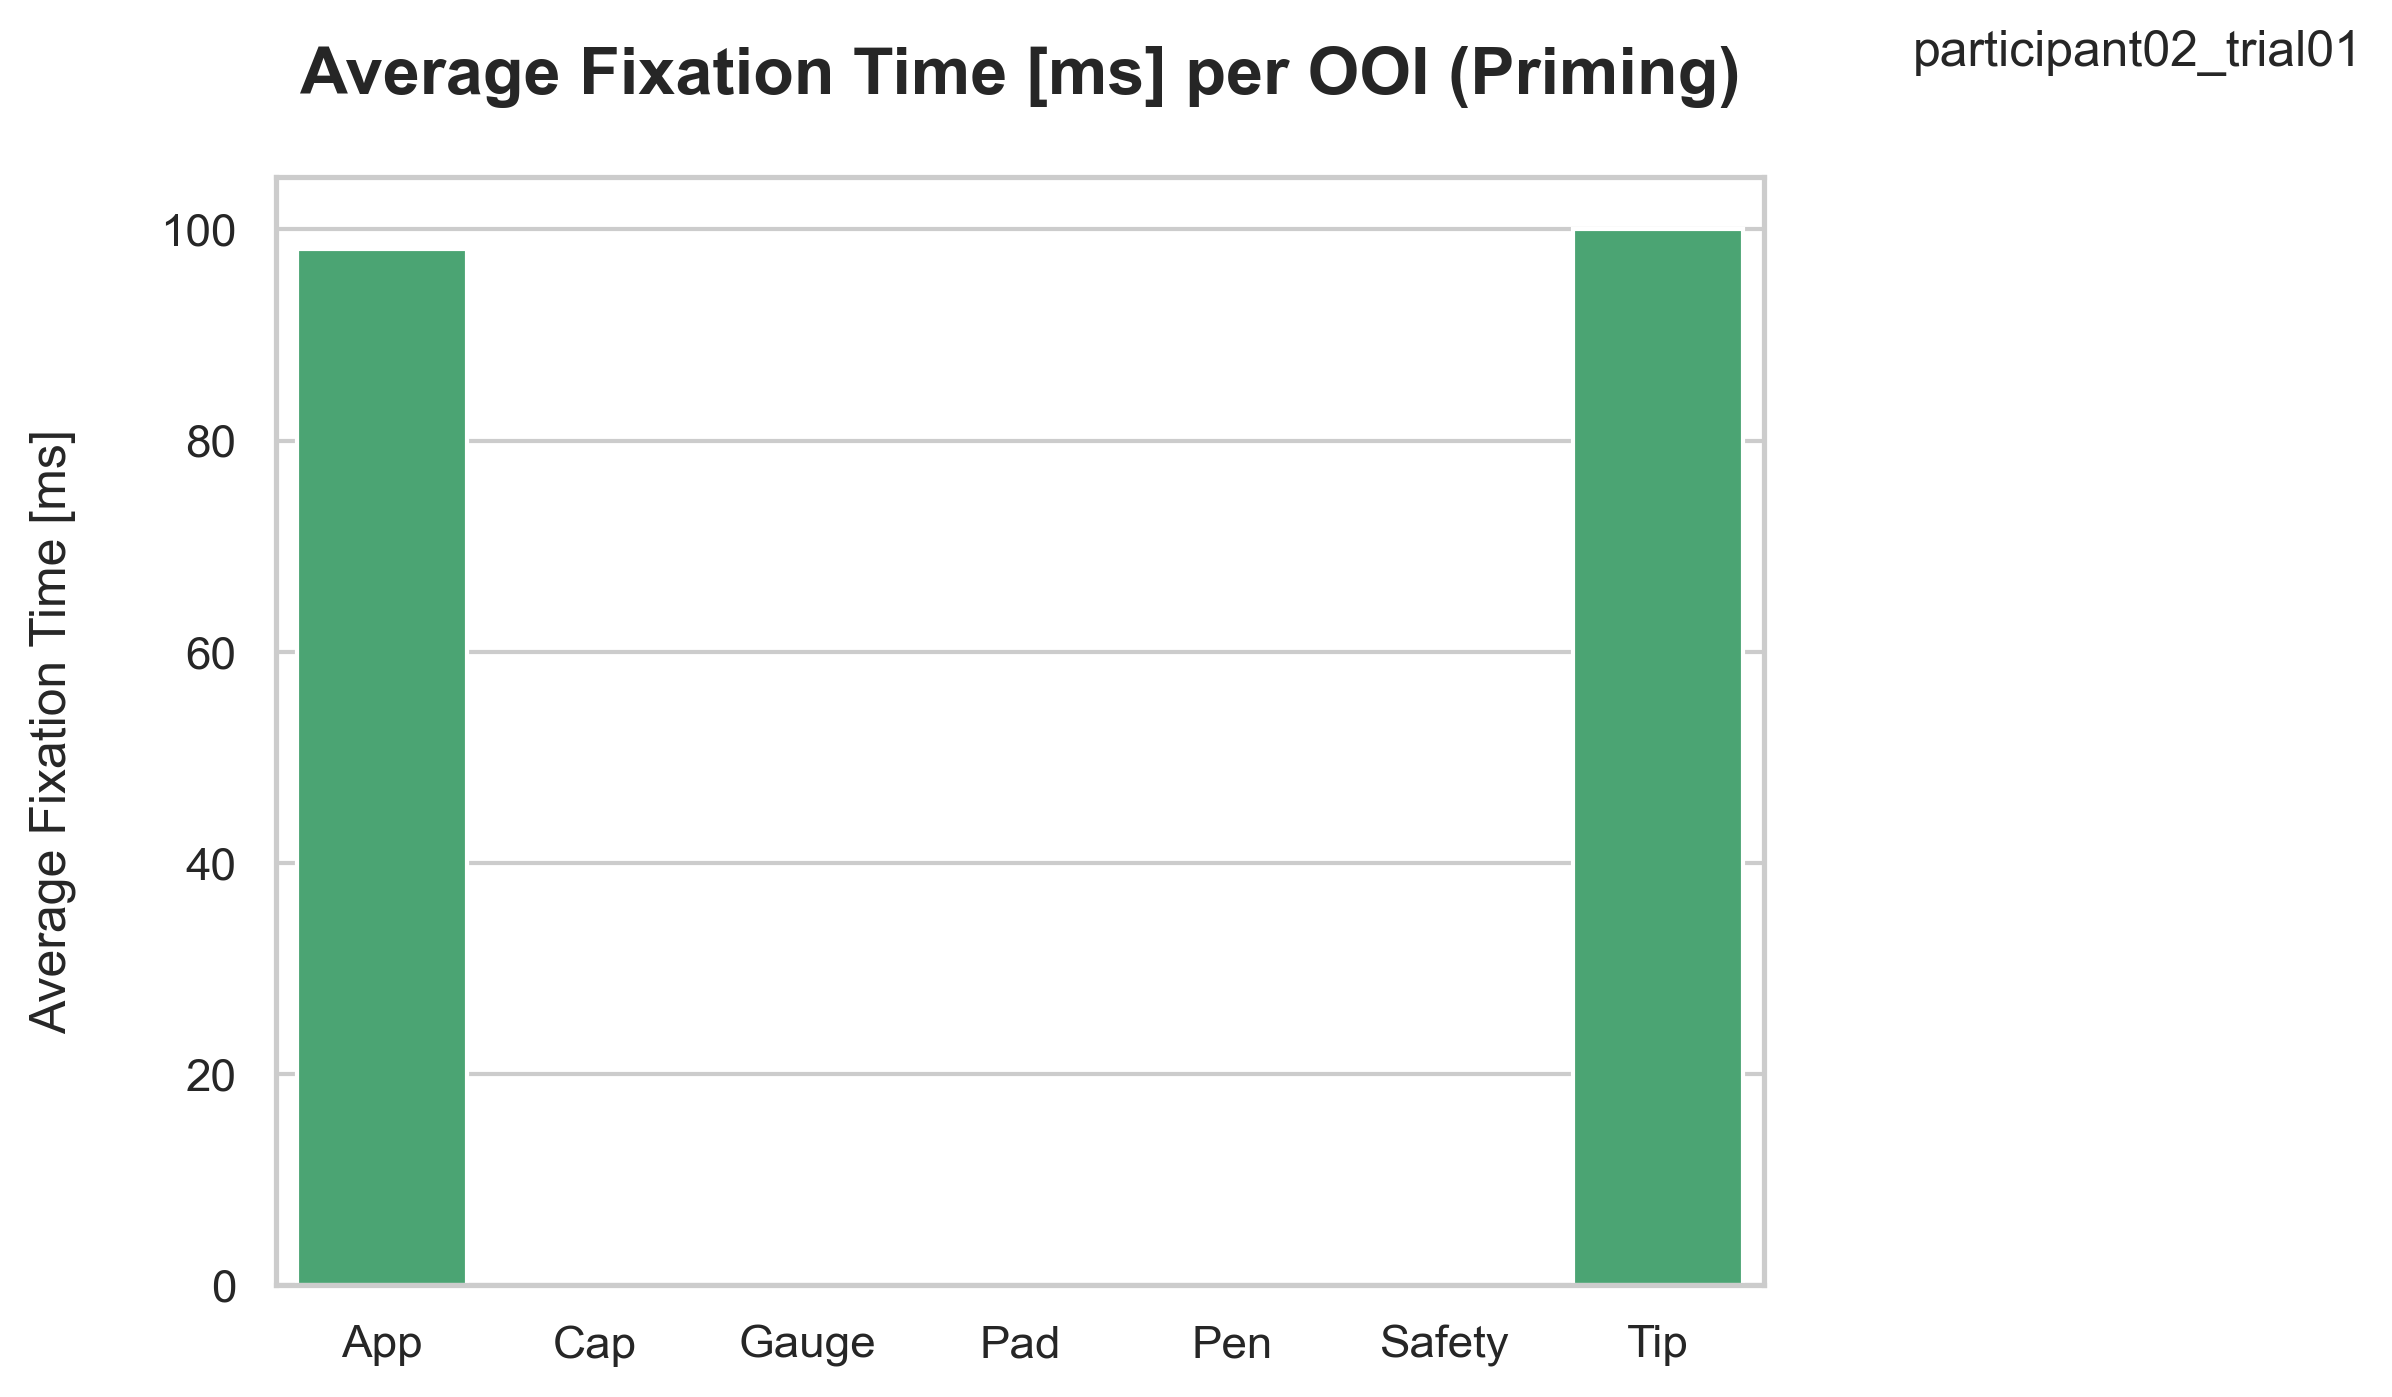 Average Fixation Time [ms] per OOI (Priming)
participant02_trial01
Average Fixation Time [ms]
100
80
60
40
20
0
App Cap Gauge Pad Pen Safety Tip